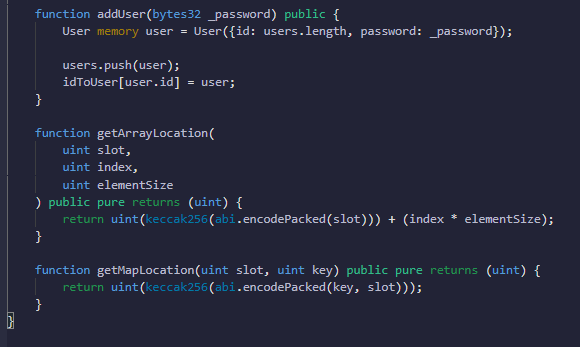 function addUser(bytes32 _password) public {
User memory user = User({id: users.length, password: _password});
users.push(user);
idToUser[user.id] = user;
}
function getArrayLocation(
uint slot,
uint index,
uint elementSize
) public pure returns (uint) {
return uint(keccak256(abi.encodePacked(slot))) + (index * elementSize);
}
function getMapLocation(uint slot, uint key) public pure returns (uint) {
return uint(keccak256(abi.encodePacked(key, slot)));
}
}